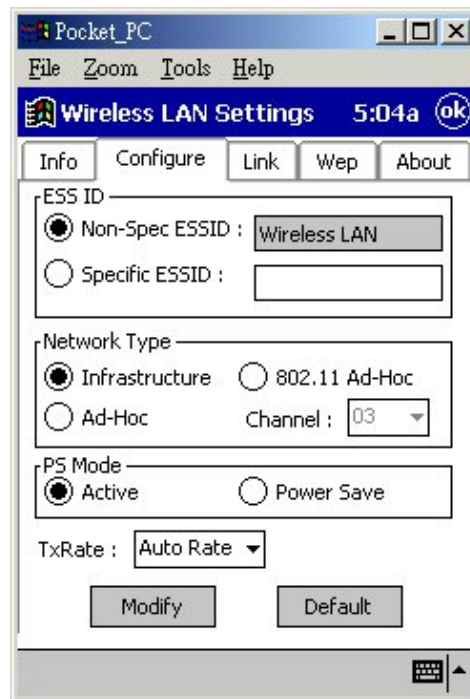 Pocket_PC
File Zoom Tools Help
Wireless LAN Settings 5:04a ok
Info Configure Link Wep About
ESS ID
Non-Spec ESSID : Wireless LAN
Specific ESSID :
Network Type
Infrastructure 802.11 Ad-Hoc
Ad-Hoc Channel : 03
PS Mode
Active Power Save
TxRate : Auto Rate
Modify Default